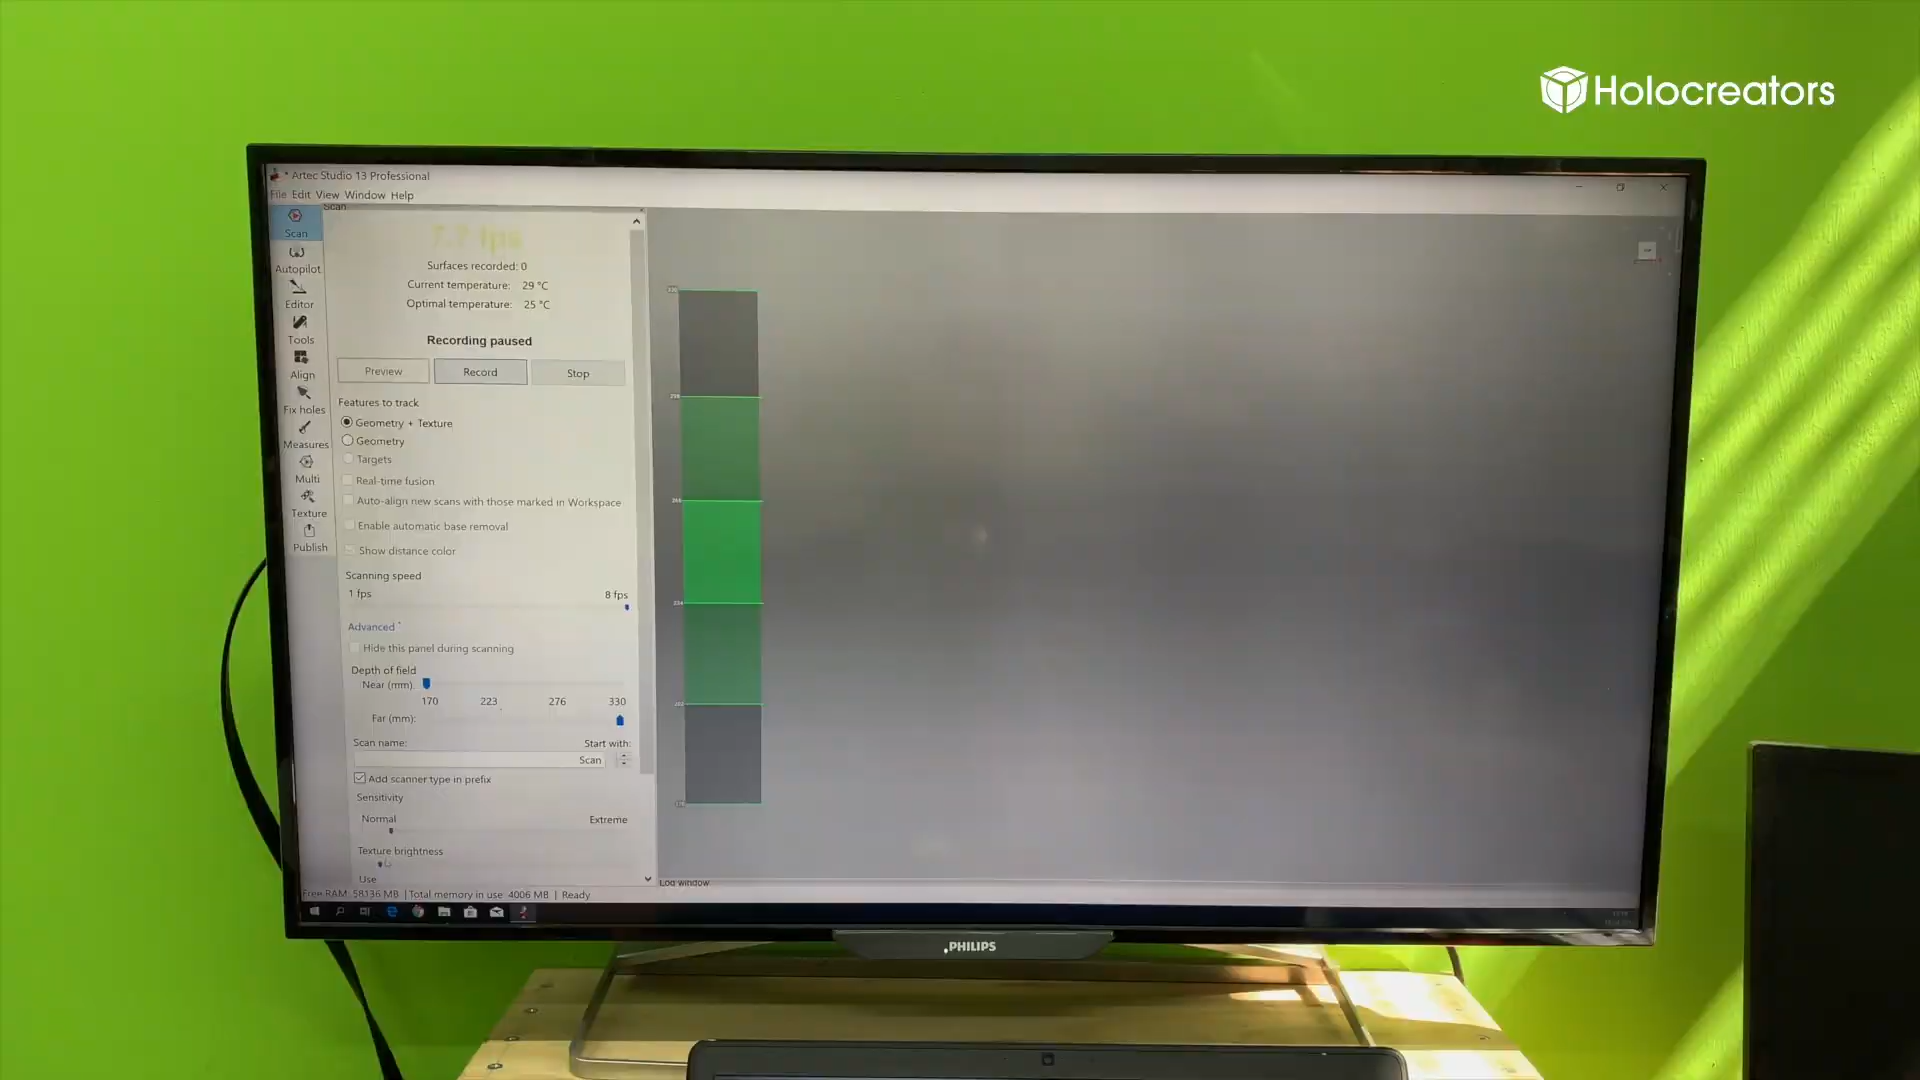 Holocreators
* Artec Studio 13 Professional
File Edit View Window Help
Scan
Scan
Autopilot
Editor
Tools
Align
Fix holes
Measures
Multi
Texture
Publish
7.7 fps
Surfaces recorded: 0
Current temperature: 29 °C
Optimal temperature: 25 °C
Recording paused
Preview Record Stop
Features to track
Geometry + Texture
Geometry
Targets
Real-time fusion
Auto-align new scans with those marked in Workspace
Enable automatic base removal
Show distance color
Scanning speed
1 fps 8 fps
Advanced
Hide this panel during scanning
Depth of field
Near (mm):
170 223 276 330
Far (mm):
Scan name: Start with:
Scan
Add scanner type in prefix
Sensitivity
Normal Extreme
Texture brightness
Use
Log window
Free RAM: 58136 MB | Total memory in use: 4006 MB | Ready
PHILIPS